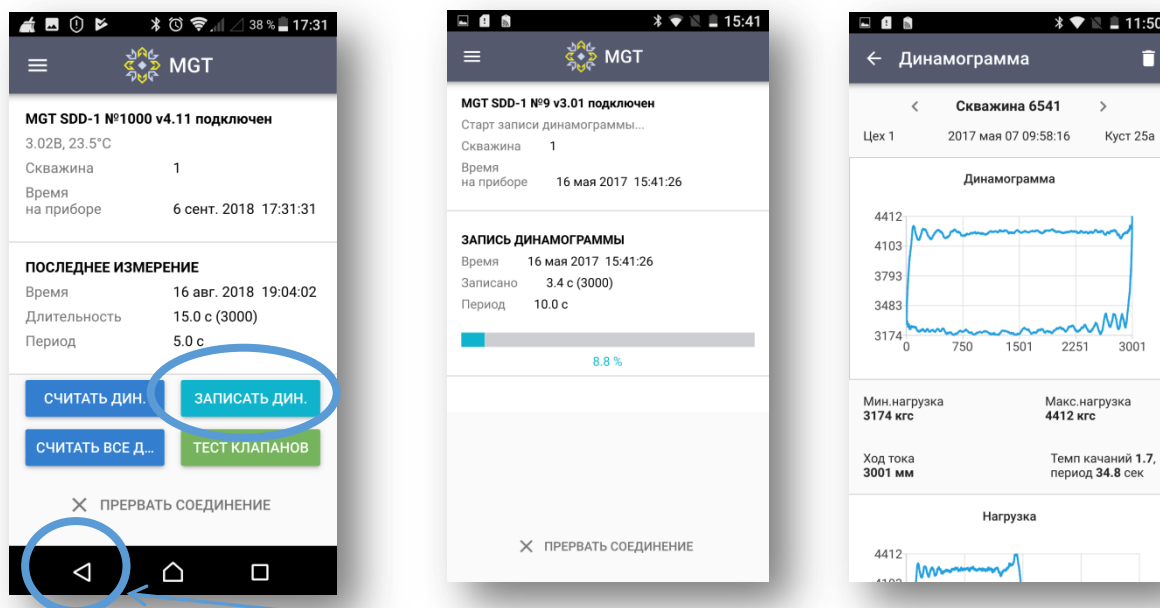 38 % 17:31
MGT
MGT SDD-1 №1000 v4.11 подключен
3.02В, 23.5°C
Скважина 1
Время
на приборе 6 сент. 2018 17:31:31
ПОСЛЕДНЕЕ ИЗМЕРЕНИЕ
Время 16 авг. 2018 19:04:02
Длительность 15.0 с (3000)
Период 5.0 с
СЧИТАТЬ ДИН. ЗАПИСАТЬ ДИН.
СЧИТАТЬ ВСЕ Д... ТЕСТ КЛАПАНОВ
ПРЕРВАТЬ СОЕДИНЕНИЕ
15:41
MGT
MGT SDD-1 №9 v3.01 подключен
Старт записи динамограммы...
Скважина 1
Время
на приборе 16 мая 2017 15:41:26
ЗАПИСЬ ДИНАМОГРАММЫ
Время 16 мая 2017 15:41:26
Записано 3.4 с (3000)
Период 10.0 с
8.8 %
ПРЕРВАТЬ СОЕДИНЕНИЕ
11:50
Динамограмма
Скважина 6541
Цех 1 2017 мая 07 09:58:16 Куст 25а
Динамограмма
4412
4103
3793
3483
3174
0 750 1501 2251 3001
Мин.нагрузка Макс.нагрузка
3174 кгс 4412 кгс
Ход тока Темп качаний 1.7,
3001 мм период 34.8 сек
Нагрузка
4412